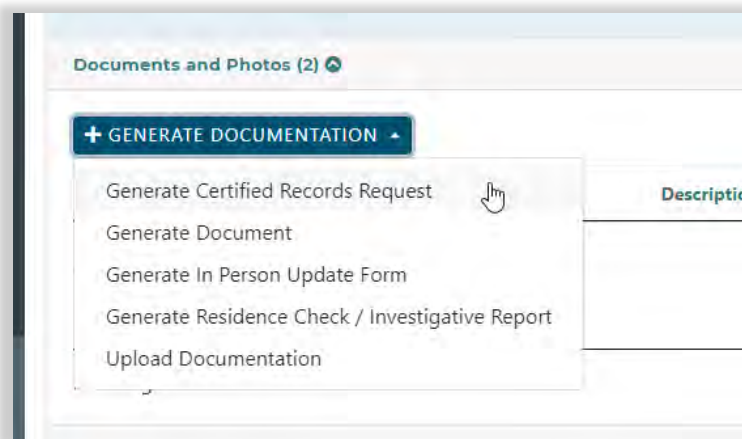 Documents and Photos (2)
+ GENERATE DOCUMENTATION
Generate Certified Records Request
Descriptio
Generate Document
Generate In Person Update Form
Generate Residence Check / Investigative Report
Upload Documentation